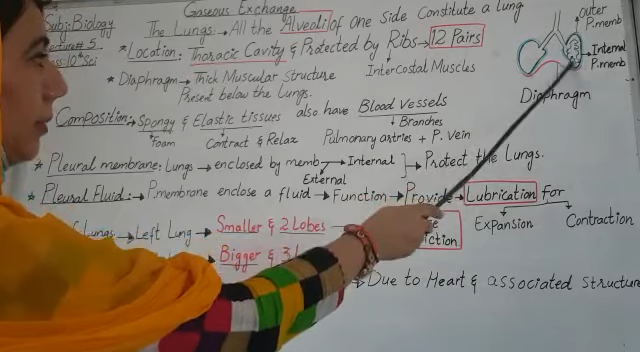 Gaseous Exchange
Subj: Biology
The Lungs → All the Alveoli of one side Constitute a lung
* Location: Thoracic Cavity & Protected by Ribs → 12 Pairs
Intercostal Muscles
* Diaphragm → Thick Muscular Structure
Present below the Lungs.
outer
P.memb
Internal
P.memb
Diaphragm
Composition: → Spongy & Elastic tissues also have Blood vessels
Foam
Contract & Relax
Branches
Pulmonary artries + P. Vein
* Pleural membrane: Lungs → enclosed by memb → Internal
External
→ Protect the Lungs.
* Pleural Fluid: → P.membrane enclose a fluid → Function → Provide → Lubrication for
Expansion
Contraction
Lungs → Left Lung → Smaller & 2 Lobes
Bigger & 3
→ Due to Heart & associated structure